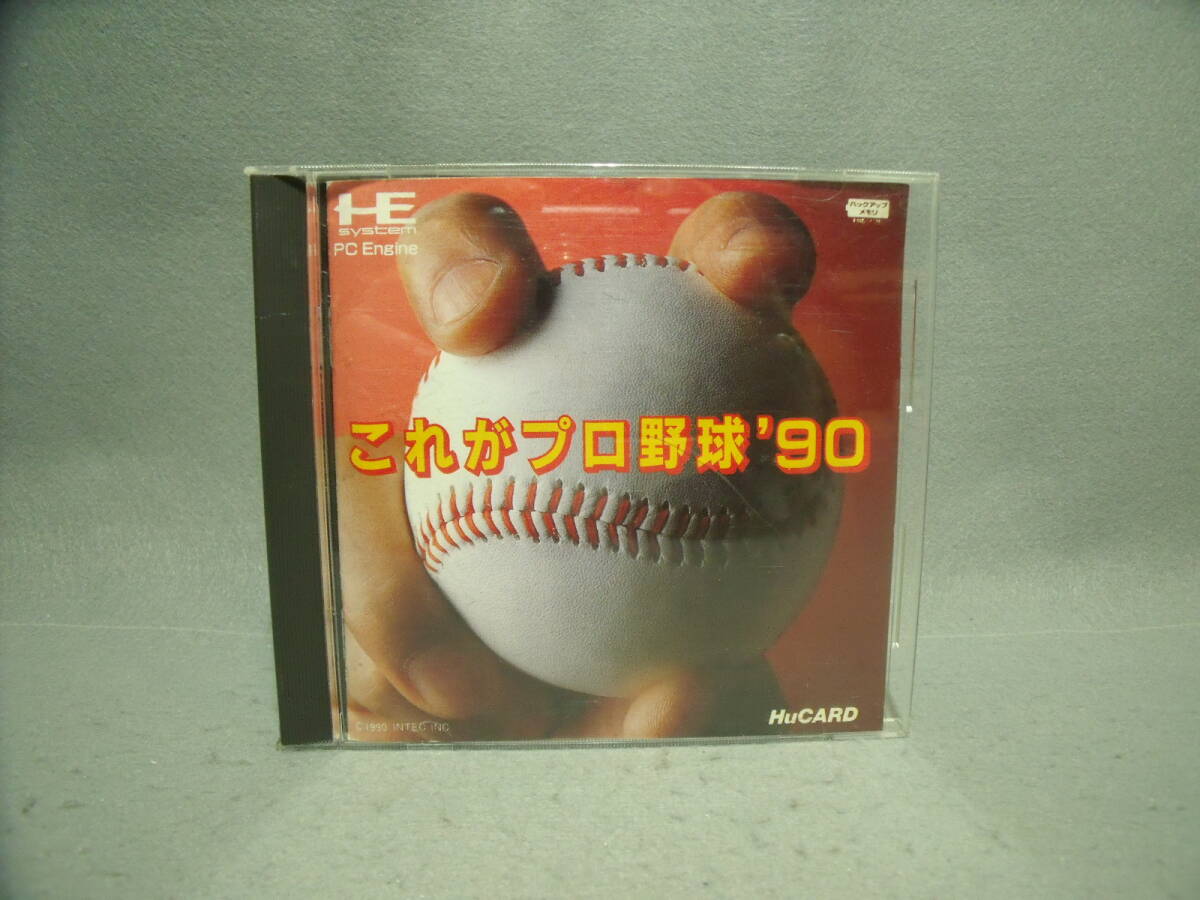 HE
system
PC Engine
バックアップ
メモリ
これがプロ野球'90
©1990 INTEC INC.
HuCARD